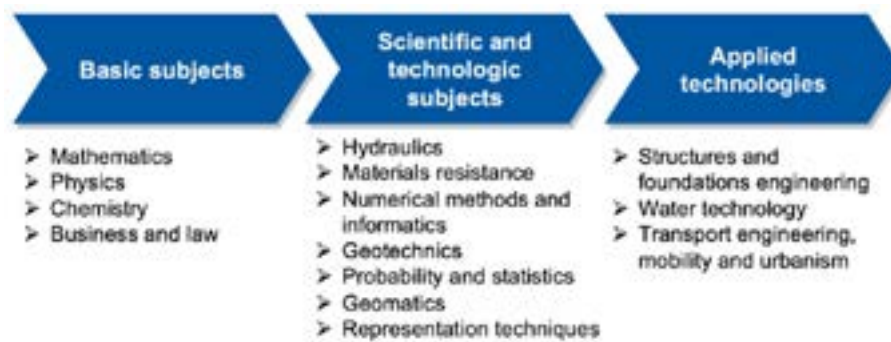 Basic subjects
➢ Mathematics
➢ Physics
➢ Chemistry
➢ Business and law
Scientific and
technologic
subjects
➢ Hydraulics
➢ Materials resistance
➢ Numerical methods and
informatics
➢ Geotechnics
➢ Probability and statistics
➢ Geomatics
➢ Representation techniques
Applied
technologies
➢ Structures and
foundations engineering
➢ Water technology
➢ Transport engineering,
mobility and urbanism